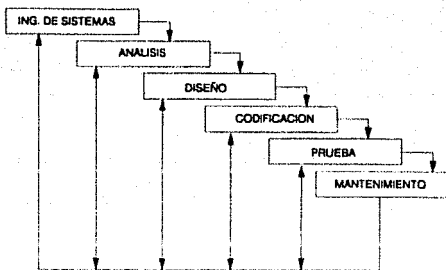 ING. DE SISTEMAS
ANALISIS
DISEÑO
CODIFICACION
PRUEBA
MANTENIMIENTO